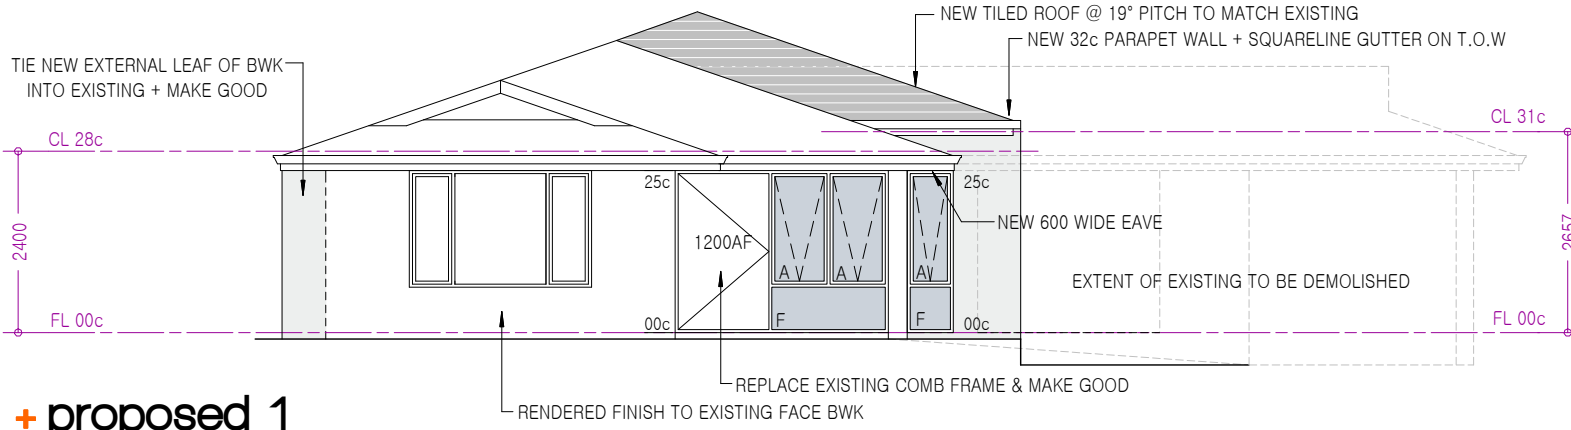 NEW TILED ROOF @ 19° PITCH TO MATCH EXISTING
NEW 32c PARAPET WALL + SQUARELINE GUTTER ON T.O.W
TIE NEW EXTERNAL LEAF OF BWK
INTO EXISTING + MAKE GOOD
CL 28c
CL 31c
25c
25c
2400
1200AF
NEW 600 WIDE EAVE
2657
A
A
A
EXTENT OF EXISTING TO BE DEMOLISHED
FL 00c
00c
F
F
00c
FL 00c
REPLACE EXISTING COMB FRAME & MAKE GOOD
RENDERED FINISH TO EXISTING FACE BWK
+ proposed 1